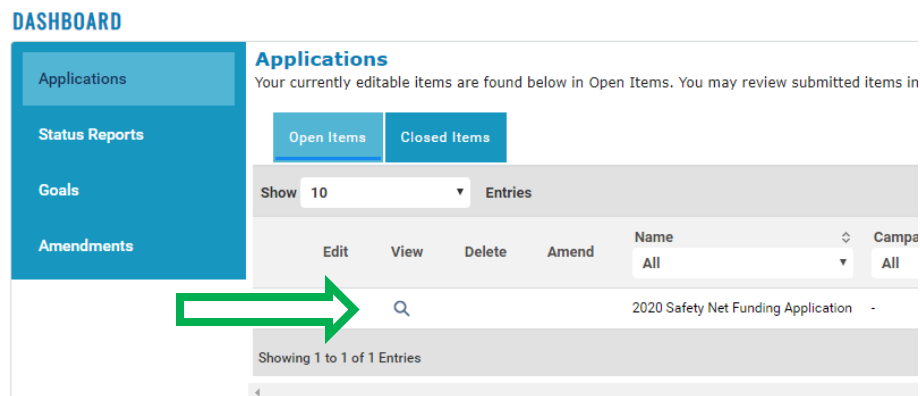 DASHBOARD
Applications
Status Reports
Goals
Amendments
Applications
Your currently editable items are found below in Open Items. You may review submitted items in
Open Items Closed Items
Show 10 Entries
Edit View Delete Amend Name Campa
All All
2020 Safety Net Funding Application -
Showing 1 to 1 of 1 Entries